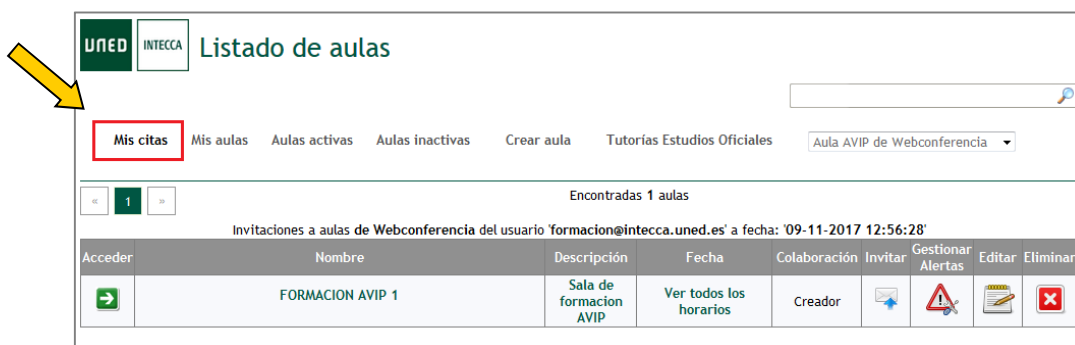 UNED INTECCA Listado de aulas
Mis citas Mis aulas Aulas activas Aulas inactivas Crear aula Tutorías Estudios Oficiales Aula AVIP de Webconferencia
« 1 » Encontradas 1 aulas
Invitaciones a aulas de Webconferencia del usuario 'formacion@intecca.uned.es' a fecha: '09-11-2017 12:56:28'
Acceder Nombre Descripción Fecha Colaboración Invitar Gestionar Alertas Editar Eliminar
FORMACION AVIP 1 Sala de formacion AVIP Ver todos los horarios Creador